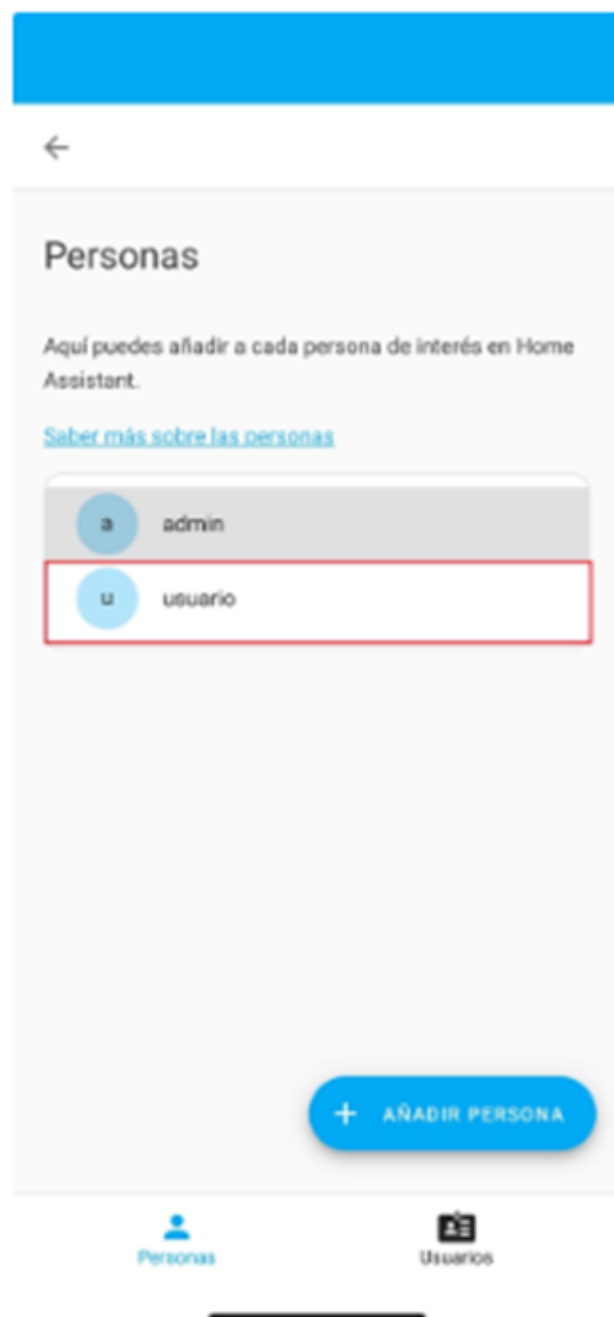 Personas
Aquí puedes añadir a cada persona de interés en Home
Assistant.
Saber más sobre las personas
a admin
u usuario
+ AÑADIR PERSONA
Personas Usuarios